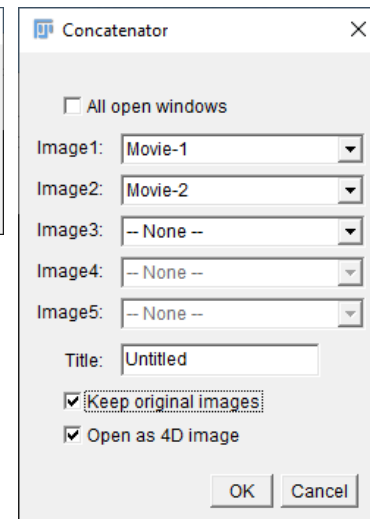 Concatenator
All open windows
Image1: Movie-1
Image2: Movie-2
Image3: -- None --
Image4: -- None --
Image5: -- None --
Title: Untitled
Keep original images
Open as 4D image
OK Cancel